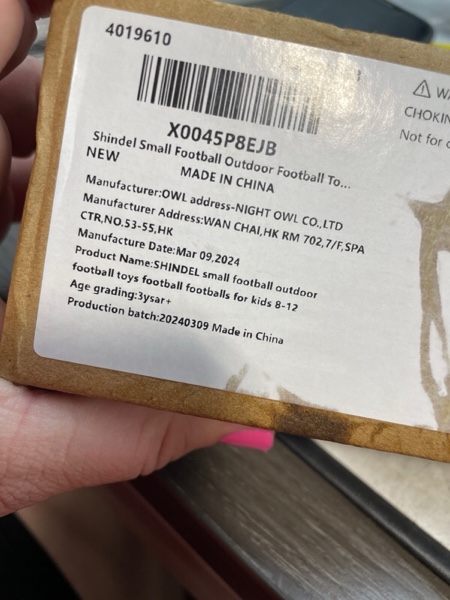 4019610
X0045P8EJB
Shindel Small Football Outdoor Football To...
NEW
MADE IN CHINA
Manufacturer:OWL address-NIGHT OWL CO.,LTD
Manufacturer Address:WAN CHAI,HK RM 702,7/F,SPA
CTR,NO.53-55,HK
Manufacture Date:Mar 09,2024
Product Name:SHINDEL small football outdoor
football toys football footballs for kids 8-12
Age grading:3ysar+
Production batch:20240309 Made in China
Not for